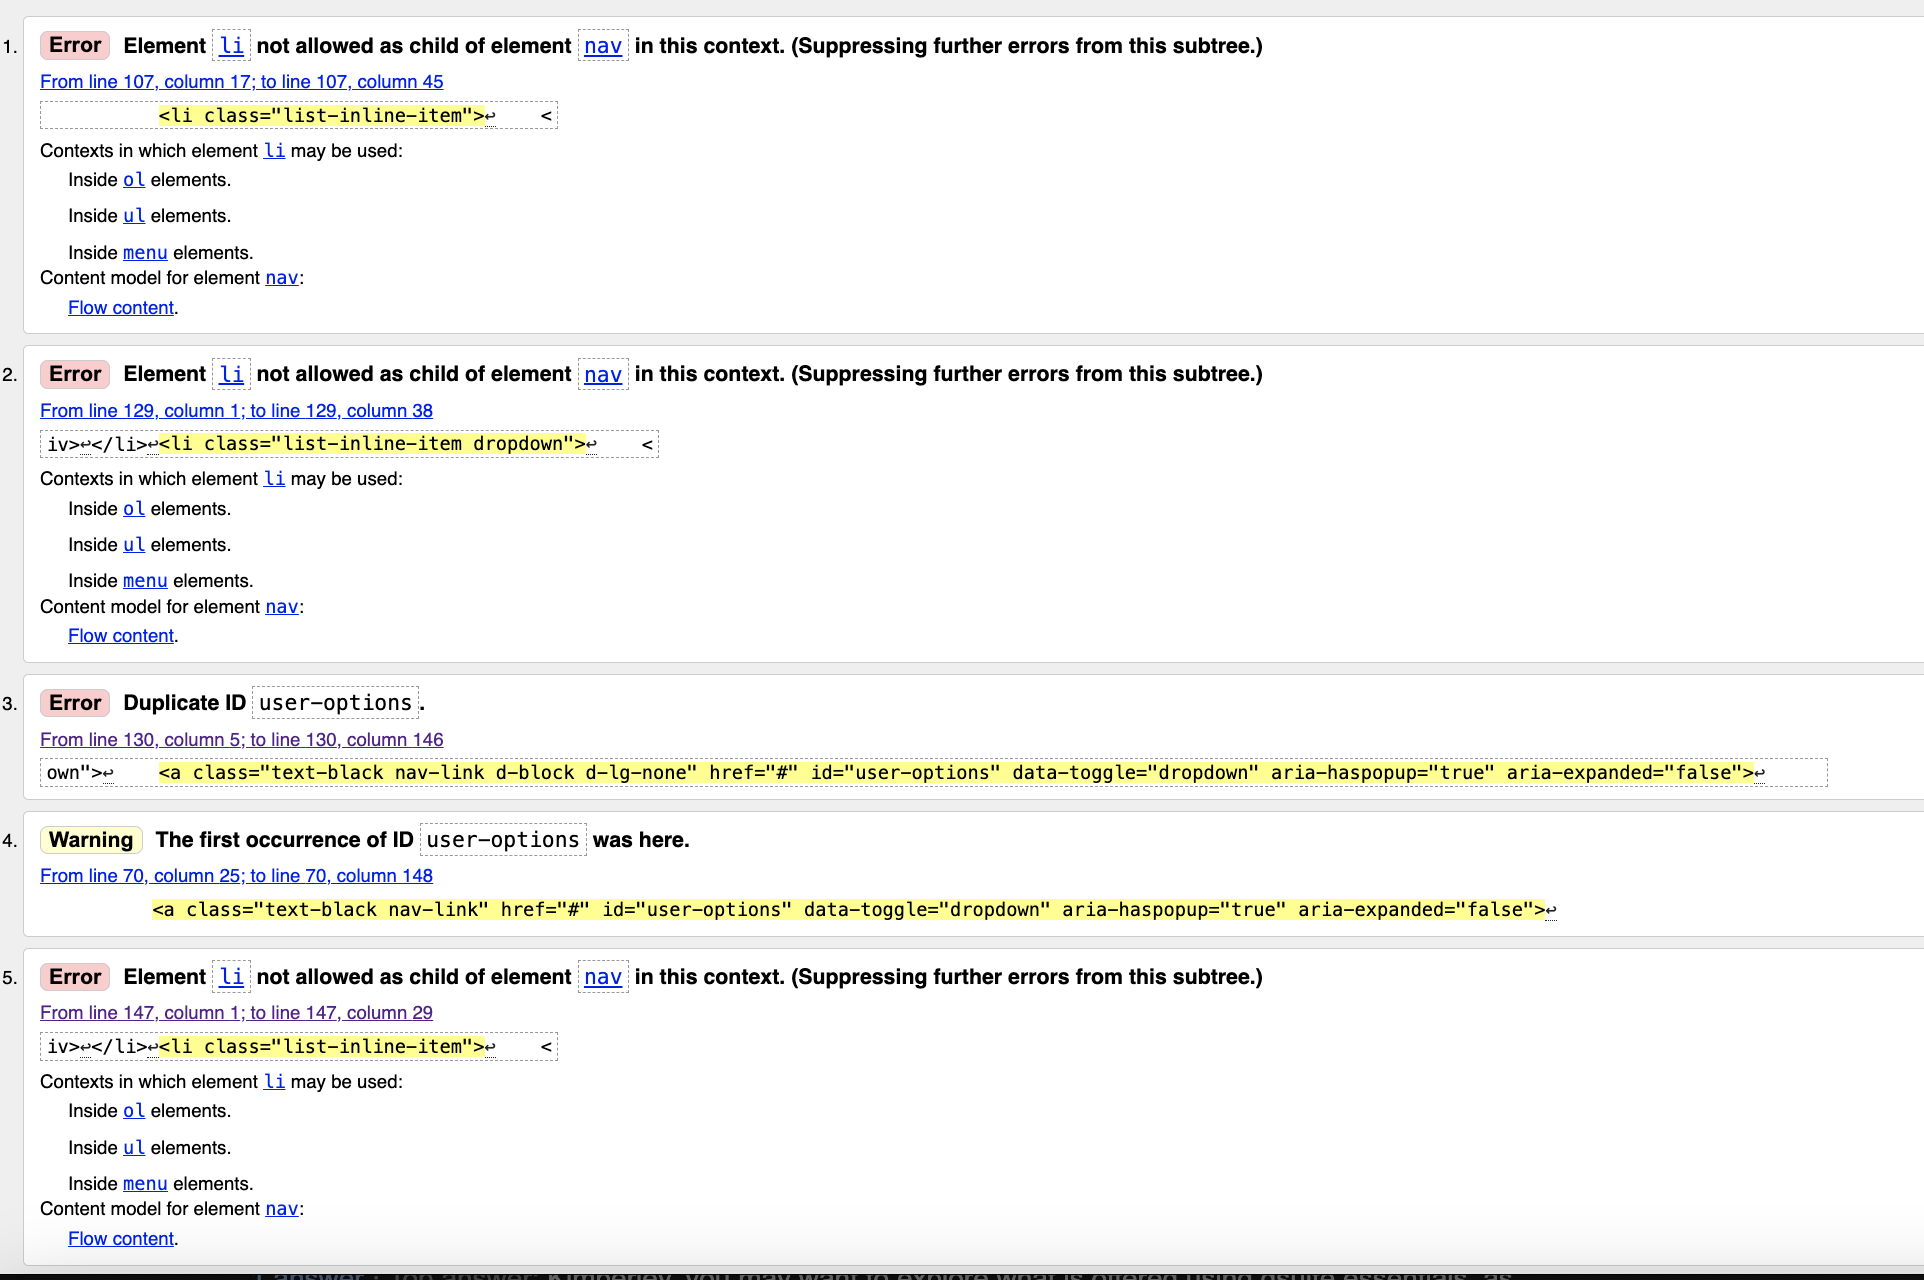 1. Error Element li not allowed as child of element nav in this context. (Suppressing further errors from this subtree.)
From line 107, column 17; to line 107, column 45
<li class="list-inline-item">↩ <
Contexts in which element li may be used:
Inside ol elements.
Inside ul elements.
Inside menu elements.
Content model for element nav:
Flow content.
2. Error Element li not allowed as child of element nav in this context. (Suppressing further errors from this subtree.)
From line 129, column 1; to line 129, column 38
iv>↩</li>↩<li class="list-inline-item dropdown">↩ <
Contexts in which element li may be used:
Inside ol elements.
Inside ul elements.
Inside menu elements.
Content model for element nav:
Flow content.
3. Error Duplicate ID user-options.
From line 130, column 5; to line 130, column 146
own">↩ <a class="text-black nav-link d-block d-lg-none" href="#" id="user-options" data-toggle="dropdown" aria-haspopup="true" aria-expanded="false">↩
4. Warning The first occurrence of ID user-options was here.
From line 70, column 25; to line 70, column 148
<a class="text-black nav-link" href="#" id="user-options" data-toggle="dropdown" aria-haspopup="true" aria-expanded="false">↩
5. Error Element li not allowed as child of element nav in this context. (Suppressing further errors from this subtree.)
From line 147, column 1; to line 147, column 29
iv>↩</li>↩<li class="list-inline-item">↩ <
Contexts in which element li may be used:
Inside ol elements.
Inside ul elements.
Inside menu elements.
Content model for element nav:
Flow content.